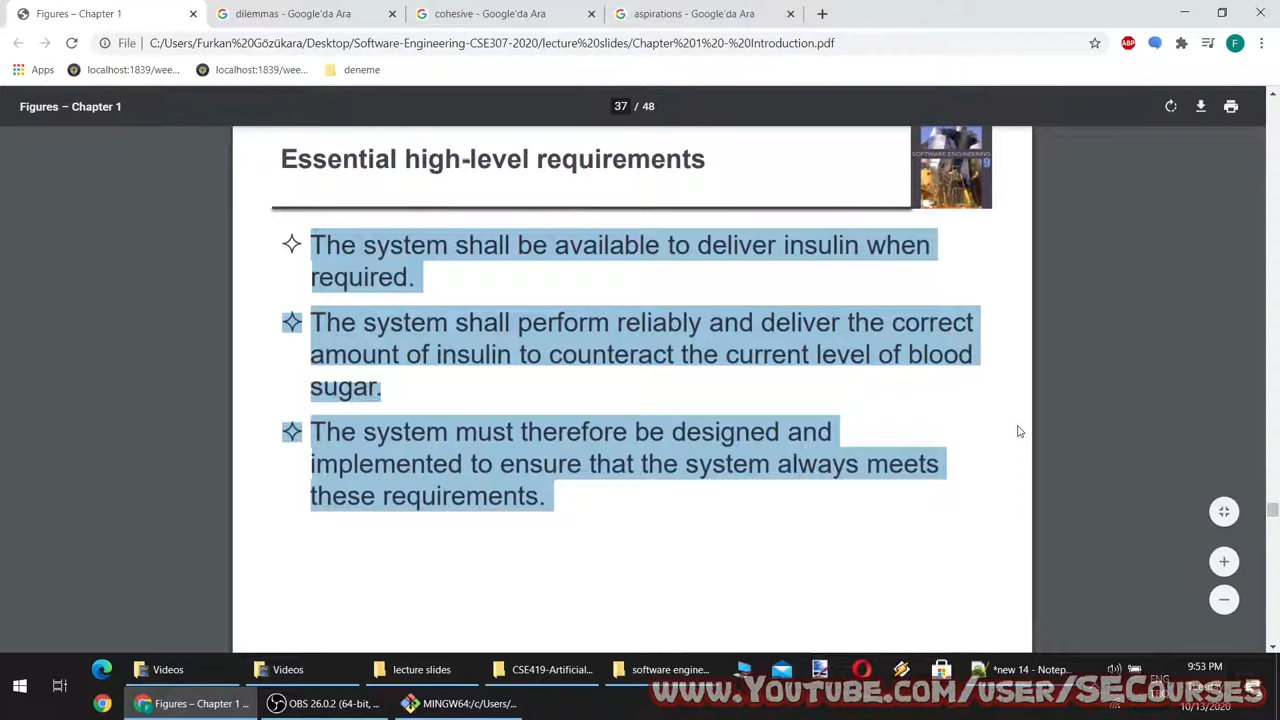 Figures – Chapter 1
dilemmas - Google'da Ara
cohesive - Google'da Ara
aspirations - Google'da Ara
File
C:/Users/Furkan%20Gözükara/Desktop/Software-Engineering-CSE307-2020/lecture%20slides/Chapter%201%20-%20Introduction.pdf
ABP
F
Apps
localhost:1839/wee...
localhost:1839/wee...
deneme
Figures – Chapter 1
37 / 48
Essential high-level requirements
SOFTWARE ENGINEERING
9
The system shall be available to deliver insulin when
required.
The system shall perform reliably and deliver the correct
amount of insulin to counteract the current level of blood
sugar.
The system must therefore be designed and
implemented to ensure that the system always meets
these requirements.
Videos
Videos
lecture slides
CSE419-Artificial...
software enginee...
*new 14 - Notep...
ENG
9:53 PM
Figures – Chapter 1 ...
OBS 26.0.2 (64-bit, ...
MINGW64:/c/Users/...
10/13/2020
www.Youtube.com/user/SECourses